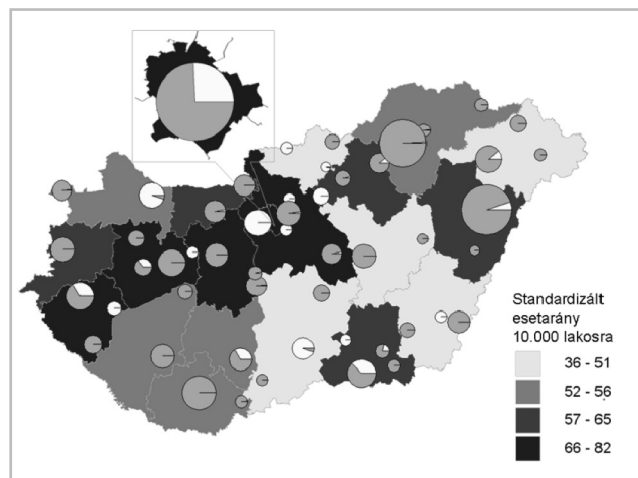 Standardizált
esetarány
10.000 lakosra
36 - 51
52 - 56
57 - 65
66 - 82